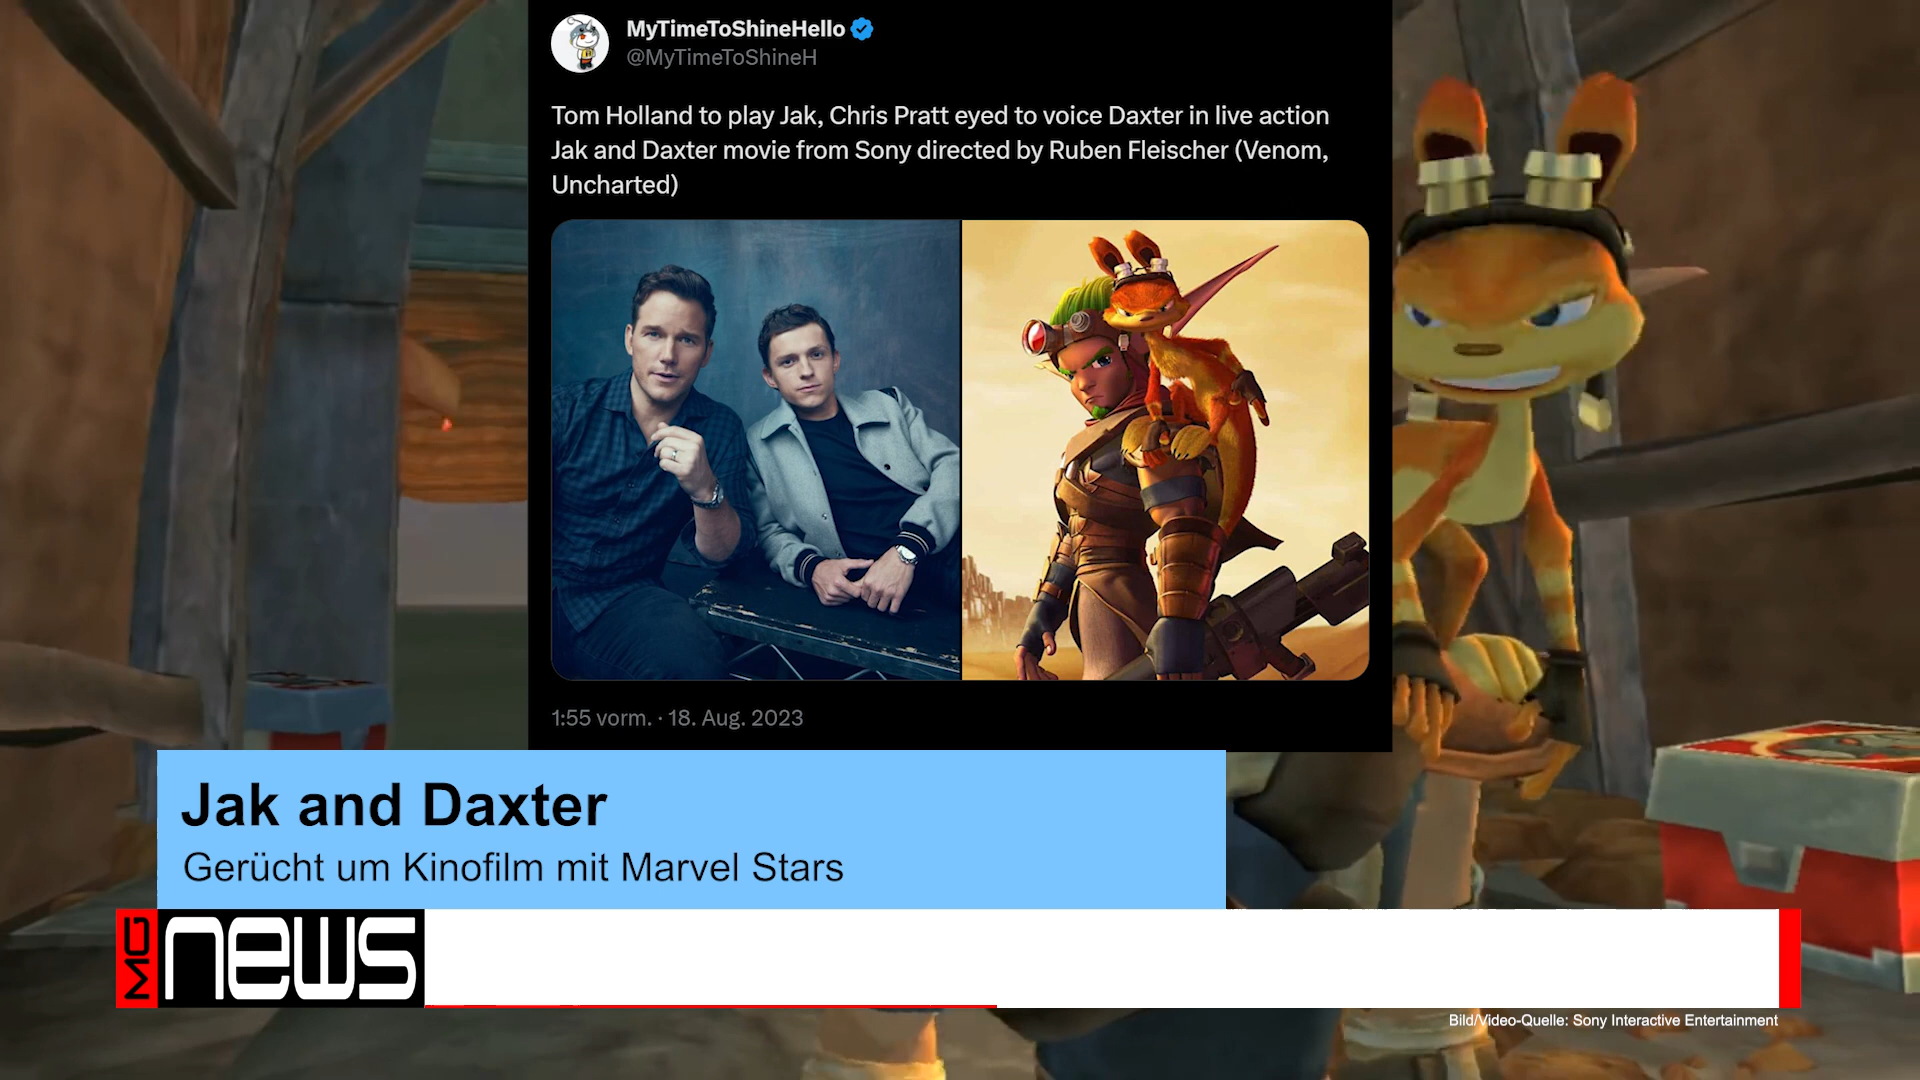 MyTimeToShineHello
@MyTimeToShineH
Tom Holland to play Jak, Chris Pratt eyed to voice Daxter in live action
Jak and Daxter movie from Sony directed by Ruben Fleischer (Venom,
Uncharted)
1:55 vorm. · 18. Aug. 2023
Jak and Daxter
Gerücht um Kinofilm mit Marvel Stars
MG
news
Bild/Video-Quelle: Sony Interactive Entertainment